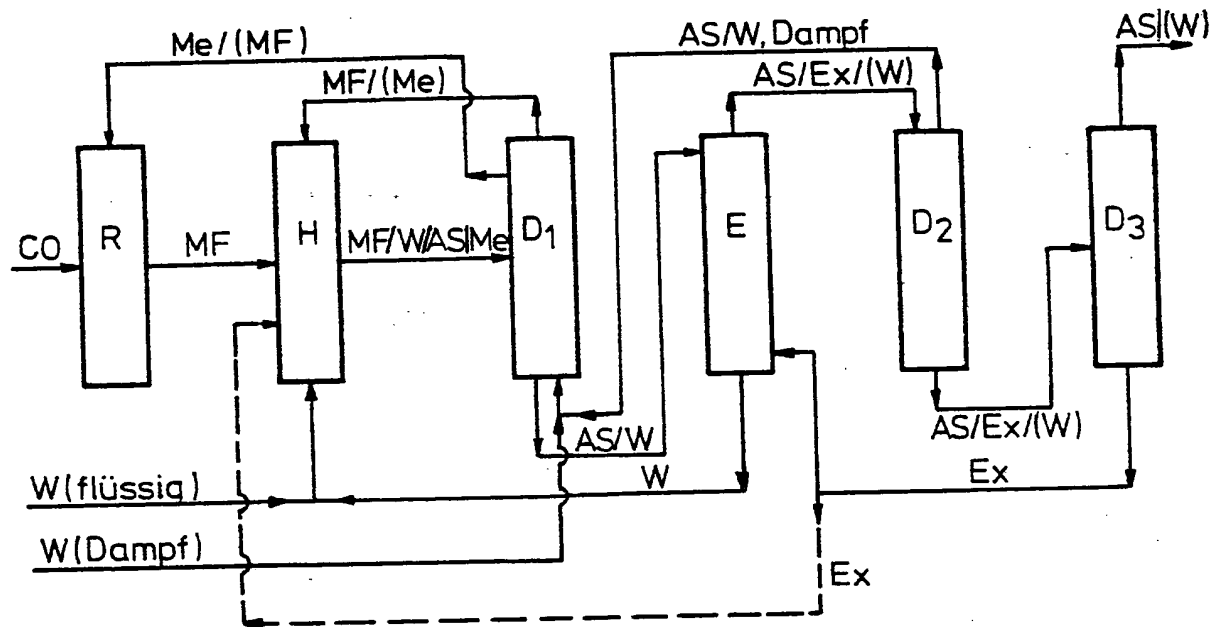 AS|(W)
Me/(MF)
AS/W, Dampf
MF/(Me)
AS/Ex/(W)
R
H
D1
E
D2
D3
CO
MF
MF/W/AS|Me
AS/W
AS/Ex/(W)
W
Ex
W(flüssig)
W(Dampf)
Ex